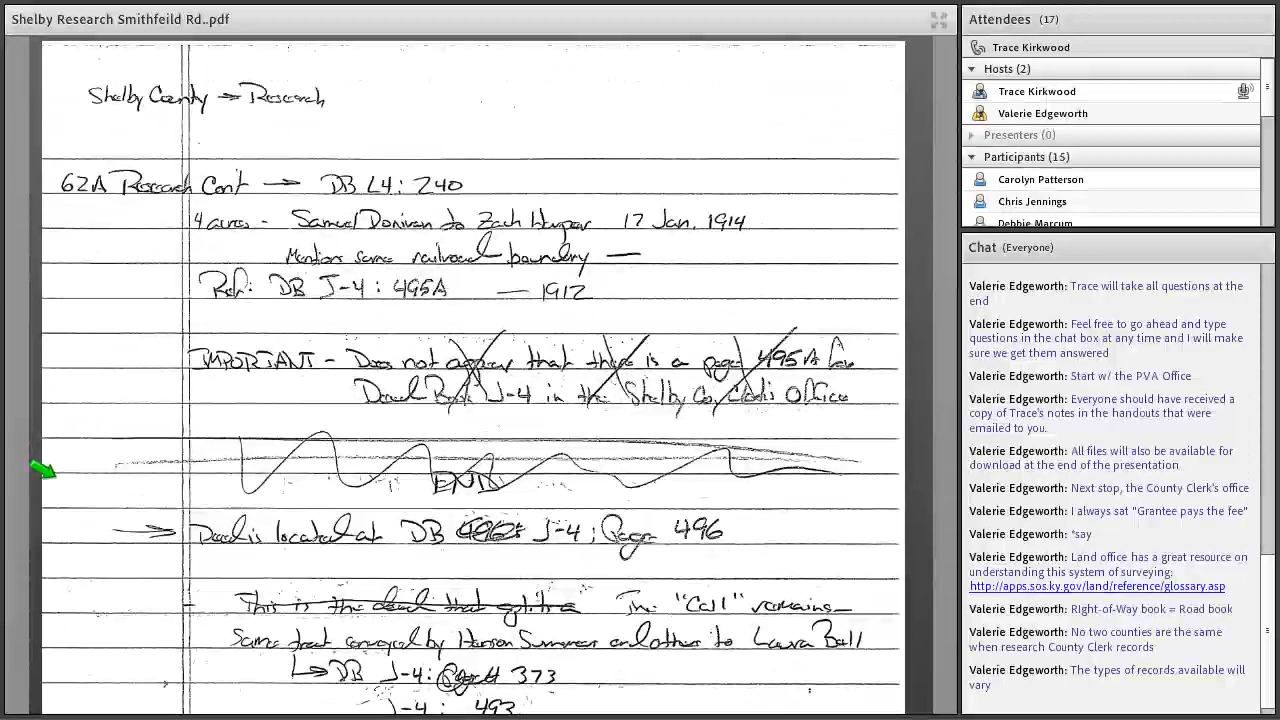 Shelby Research Smithfeild Rd..pdf
Shelby County → Research
62A Research Cont → DB L4: 240
4 acres - Samuel Donivan to Zach Harper 17 Jan. 1914
Mentions same railroad boundry —
Ref: DB J-4: 495A — 1912
IMPORTANT - Does not appear that there is a page 495A for
Deed Book J-4 in the Shelby Co, Clerks Office
END
→ Deed is located at DB J-4; Page 496
- This is the deed that The "Call" remains
Same tract conveyed by Hanson Summers and other to Laura Ball
↳ DB J-4: 373
J-4: 493
Attendees (17)
Trace Kirkwood
Hosts (2)
Trace Kirkwood
Valerie Edgeworth
Presenters (0)
Participants (15)
Carolyn Patterson
Chris Jennings
Debbie Marcum
Chat (Everyone)
Valerie Edgeworth: Trace will take all questions at the
end
Valerie Edgeworth: Feel free to go ahead and type
questions in the chat box at any time and I will make
sure we get them answered
Valerie Edgeworth: Start w/ the PVA Office
Valerie Edgeworth: Everyone should have received a
copy of Trace's notes in the handouts that were
emailed to you.
Valerie Edgeworth: All files will also be available for
download at the end of the presentation
Valerie Edgeworth: Next stop, the County Clerk's office
Valerie Edgeworth: I always sat "Grantee pays the fee"
Valerie Edgeworth: *say
Valerie Edgeworth: Land office has a great resource on
understanding this system of surveying:
http://apps.sos.ky.gov/land/reference/glossary.asp
Valerie Edgeworth: Right-of-Way book = Road book
Valerie Edgeworth: No two counties are the same
when research County Clerk records
Valerie Edgeworth: The types of records available will
vary